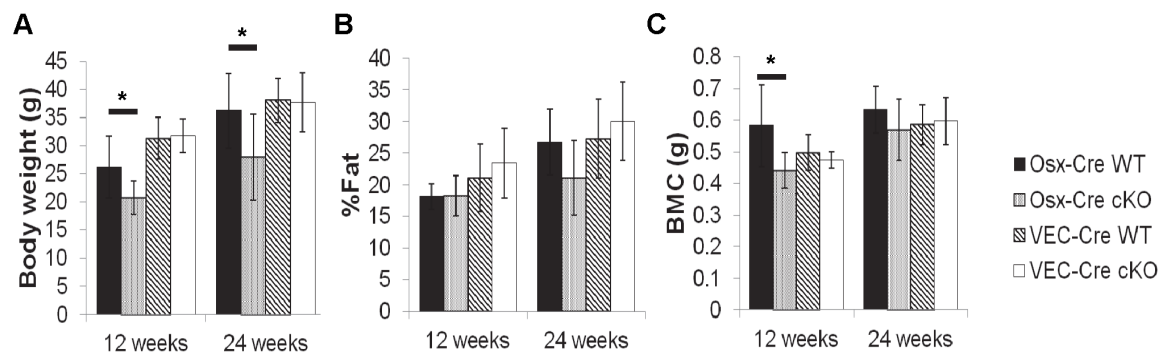 A
Body weight (g)
45
40
35
30
25
20
15
10
5
0
*
*
12 weeks 24 weeks
B
%Fat
40
35
30
25
20
15
10
5
0
12 weeks 24 weeks
C
BMC (g)
0.8
0.7
0.6
0.5
0.4
0.3
0.2
0.1
0
*
12 weeks 24 weeks
Osx-Cre WT
Osx-Cre cKO
VEC-Cre WT
VEC-Cre cKO